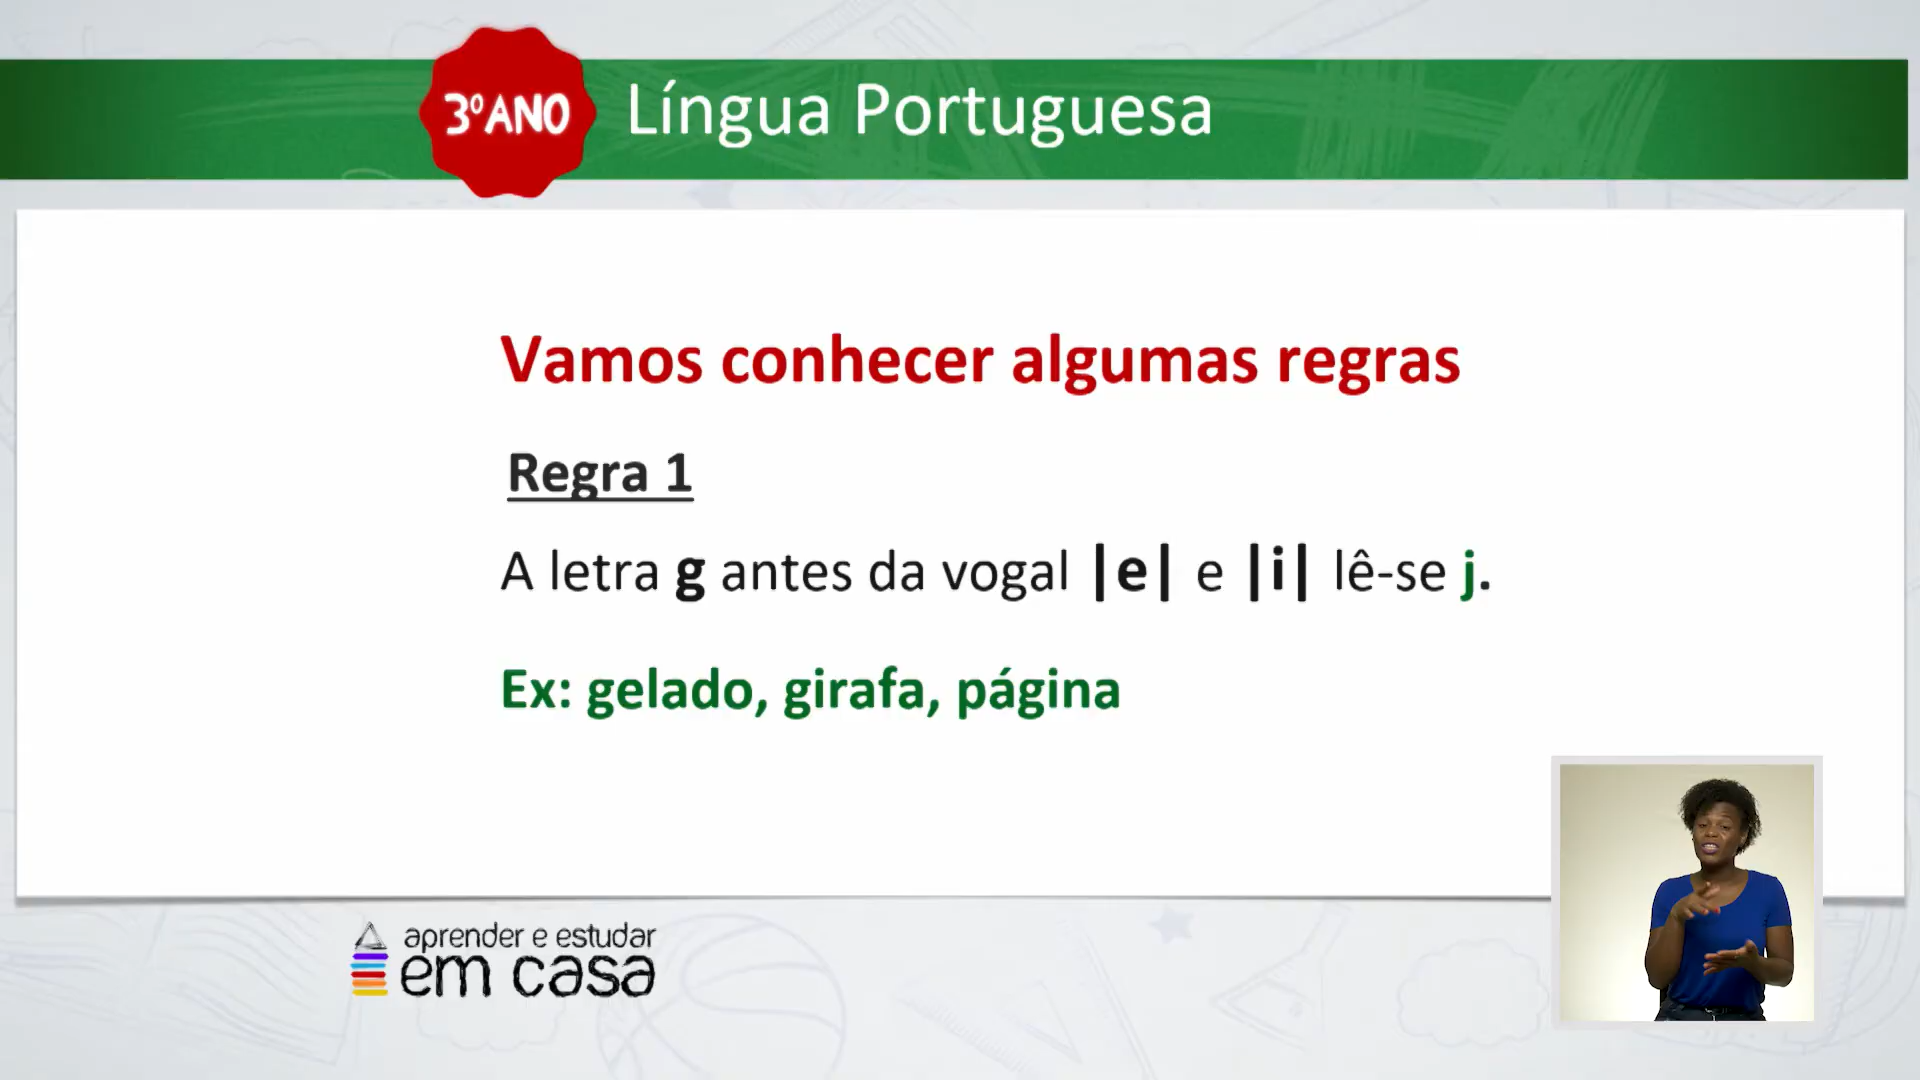 3ºANO
Língua Portuguesa
Vamos conhecer algumas regras
Regra 1
A letra g antes da vogal |e| e |i| lê-se j.
Ex: gelado, girafa, página
aprender e estudar
em casa